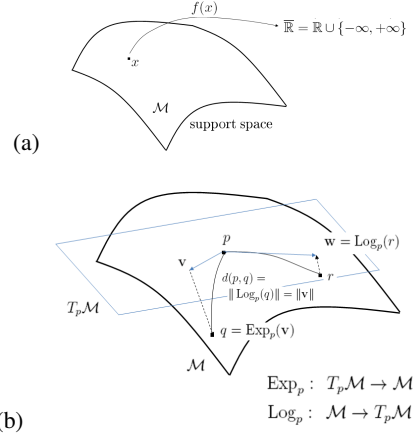 f(x)
ℝ̅ = ℝ ∪ {−∞, +∞}
x
ℳ
support space
(a)
p
w = Log_p(r)
v
d(p, q) =
‖ Log_p(q)‖ = ‖v‖
r
T_pℳ
q = Exp_p(v)
ℳ
Exp_p : T_pℳ → ℳ
Log_p : ℳ → T_pℳ
(b)